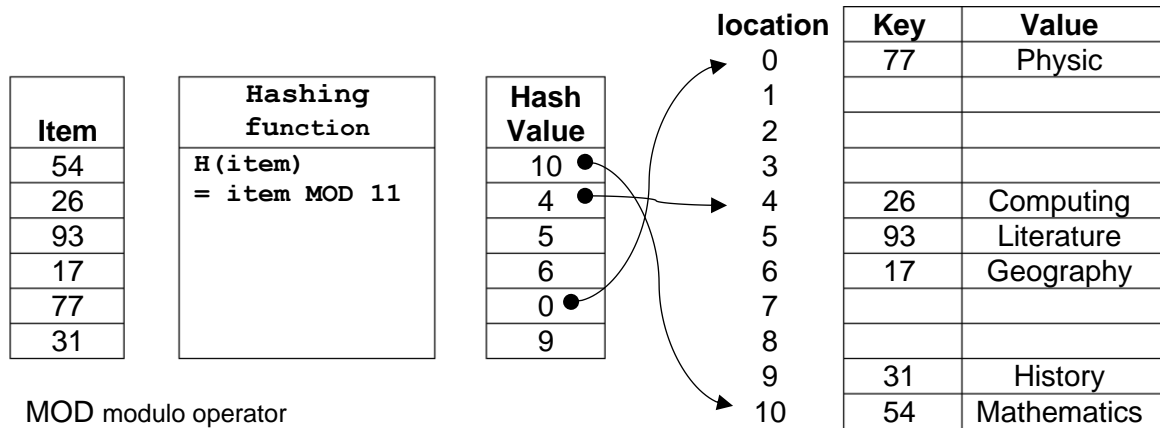 Item
54
26
93
17
77
31
Hashing
function
H(item)
= item MOD 11
Hash
Value
10
4
5
6
0
9
location Key Value
0 77 Physic
1
2
3
4 26 Computing
5 93 Literature
6 17 Geography
7
8
9 31 History
10 54 Mathematics
MOD modulo operator